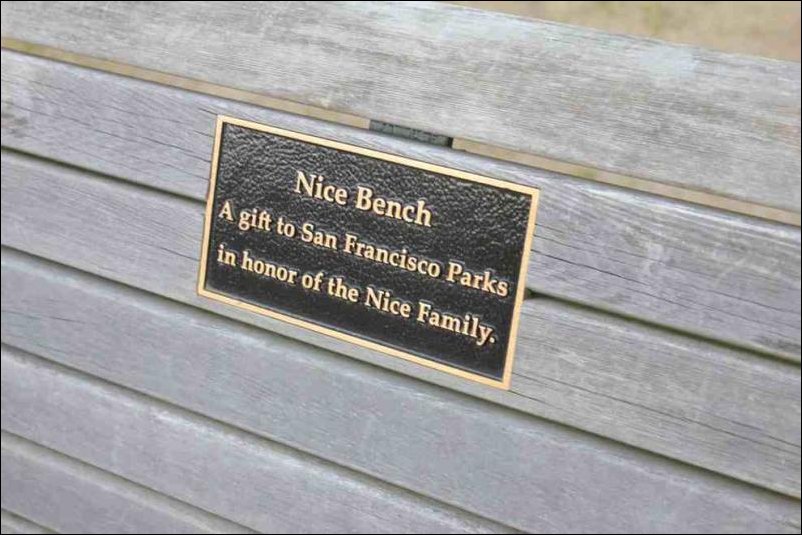 Nice Bench
A gift to San Francisco Parks
in honor of the Nice Family.